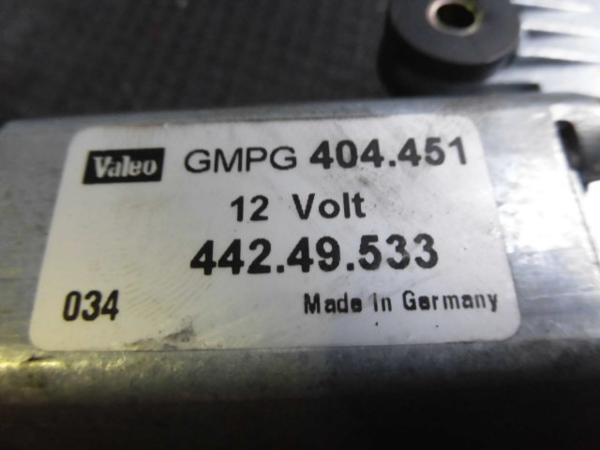 Valeo GMPG 404.451
12 Volt
442.49.533
034 Made In Germany